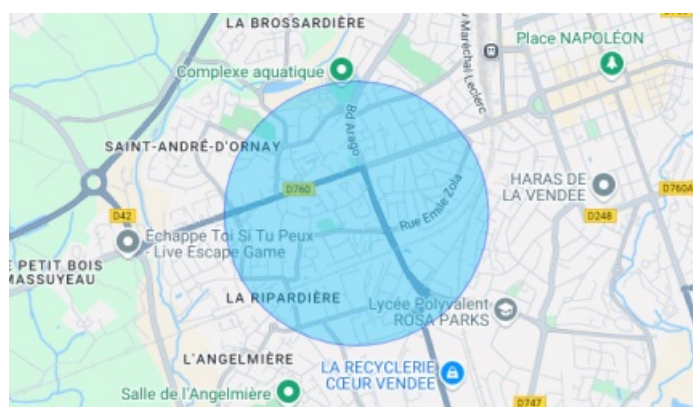 LA BROSSARDIÈRE
Place NAPOLÉON
Complexe aquatique
Maréchal Leclerc
Bd Arago
SAINT-ANDRÉ-D'ORNAY
D760
HARAS DE
LA VENDEE
D760A
D42
D248
Rue Emile Zola
Échappe Toi Si Tu Peux
- Live Escape Game
PETIT BOIS
MASSUYEAU
LA RIPARDIÈRE
Lycée Polyvalent
ROSA PARKS
L'ANGELMIÈRE
LA RECYCLERIE
CŒUR VENDEE
Salle de l'Angelmière
D747